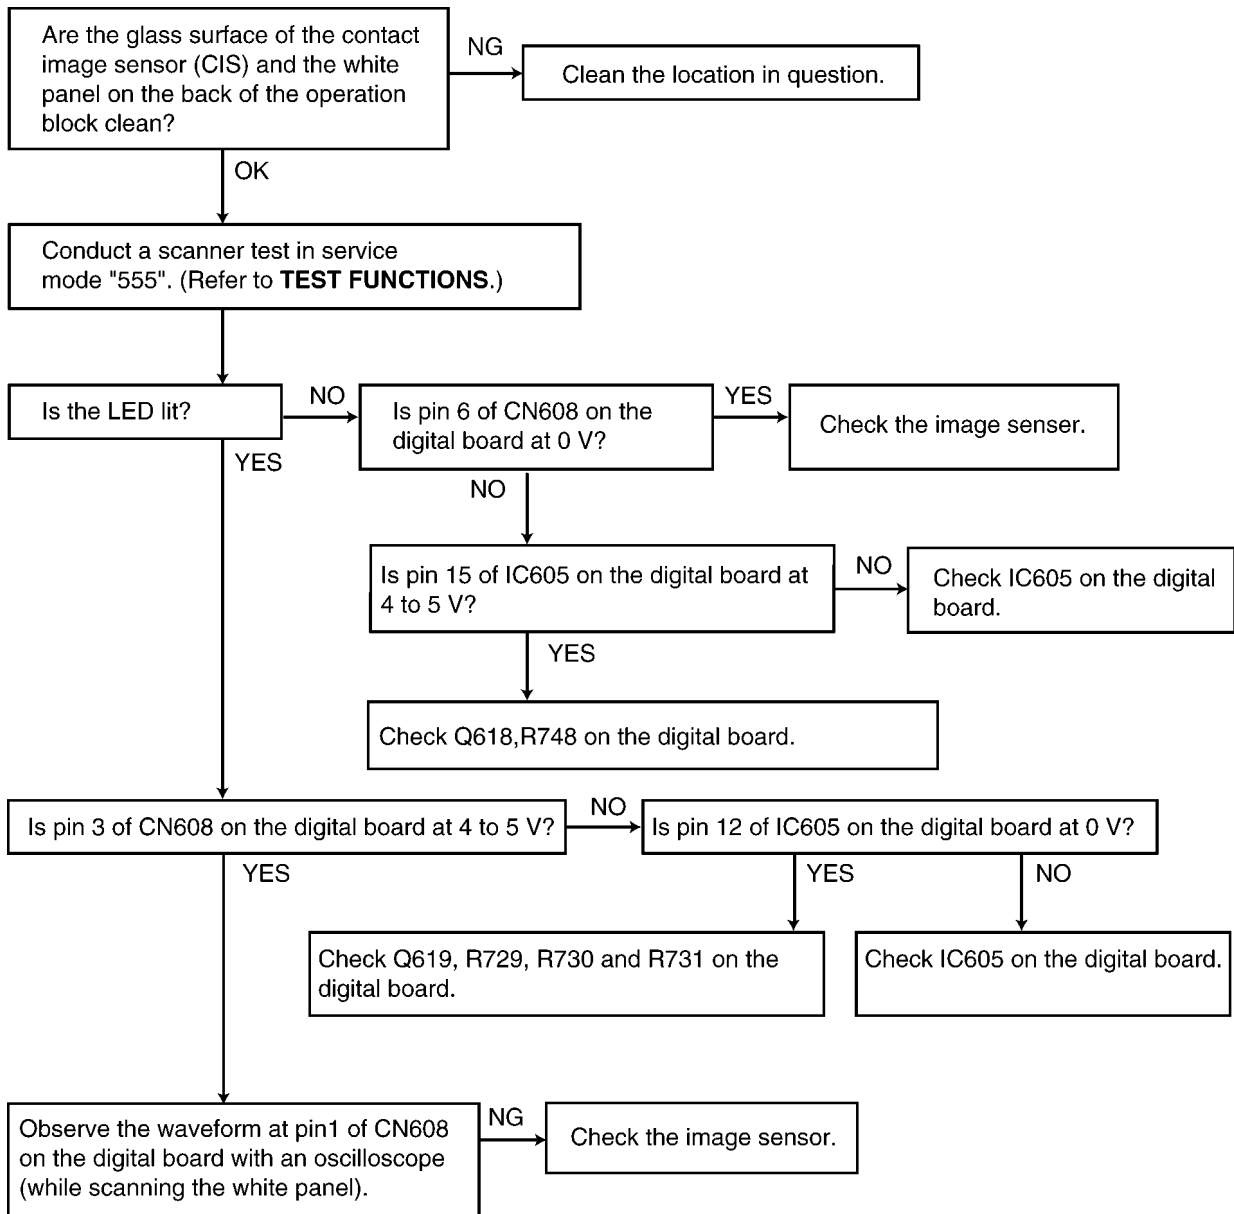 Are the glass surface of the contact
image sensor (CIS) and the white
panel on the back of the operation
block clean?
NG
Clean the location in question.
OK
Conduct a scanner test in service
mode "555". (Refer to TEST FUNCTIONS.)
Is the LED lit?
NO
Is pin 6 of CN608 on the
digital board at 0 V?
YES
Check the image senser.
YES
NO
Is pin 15 of IC605 on the digital board at
4 to 5 V?
NO
Check IC605 on the digital
board.
YES
Check Q618,R748 on the digital board.
Is pin 3 of CN608 on the digital board at 4 to 5 V?
NO
Is pin 12 of IC605 on the digital board at 0 V?
YES
YES
NO
Check Q619, R729, R730 and R731 on the
digital board.
Check IC605 on the digital board.
Observe the waveform at pin1 of CN608
on the digital board with an oscilloscope
(while scanning the white panel).
NG
Check the image sensor.